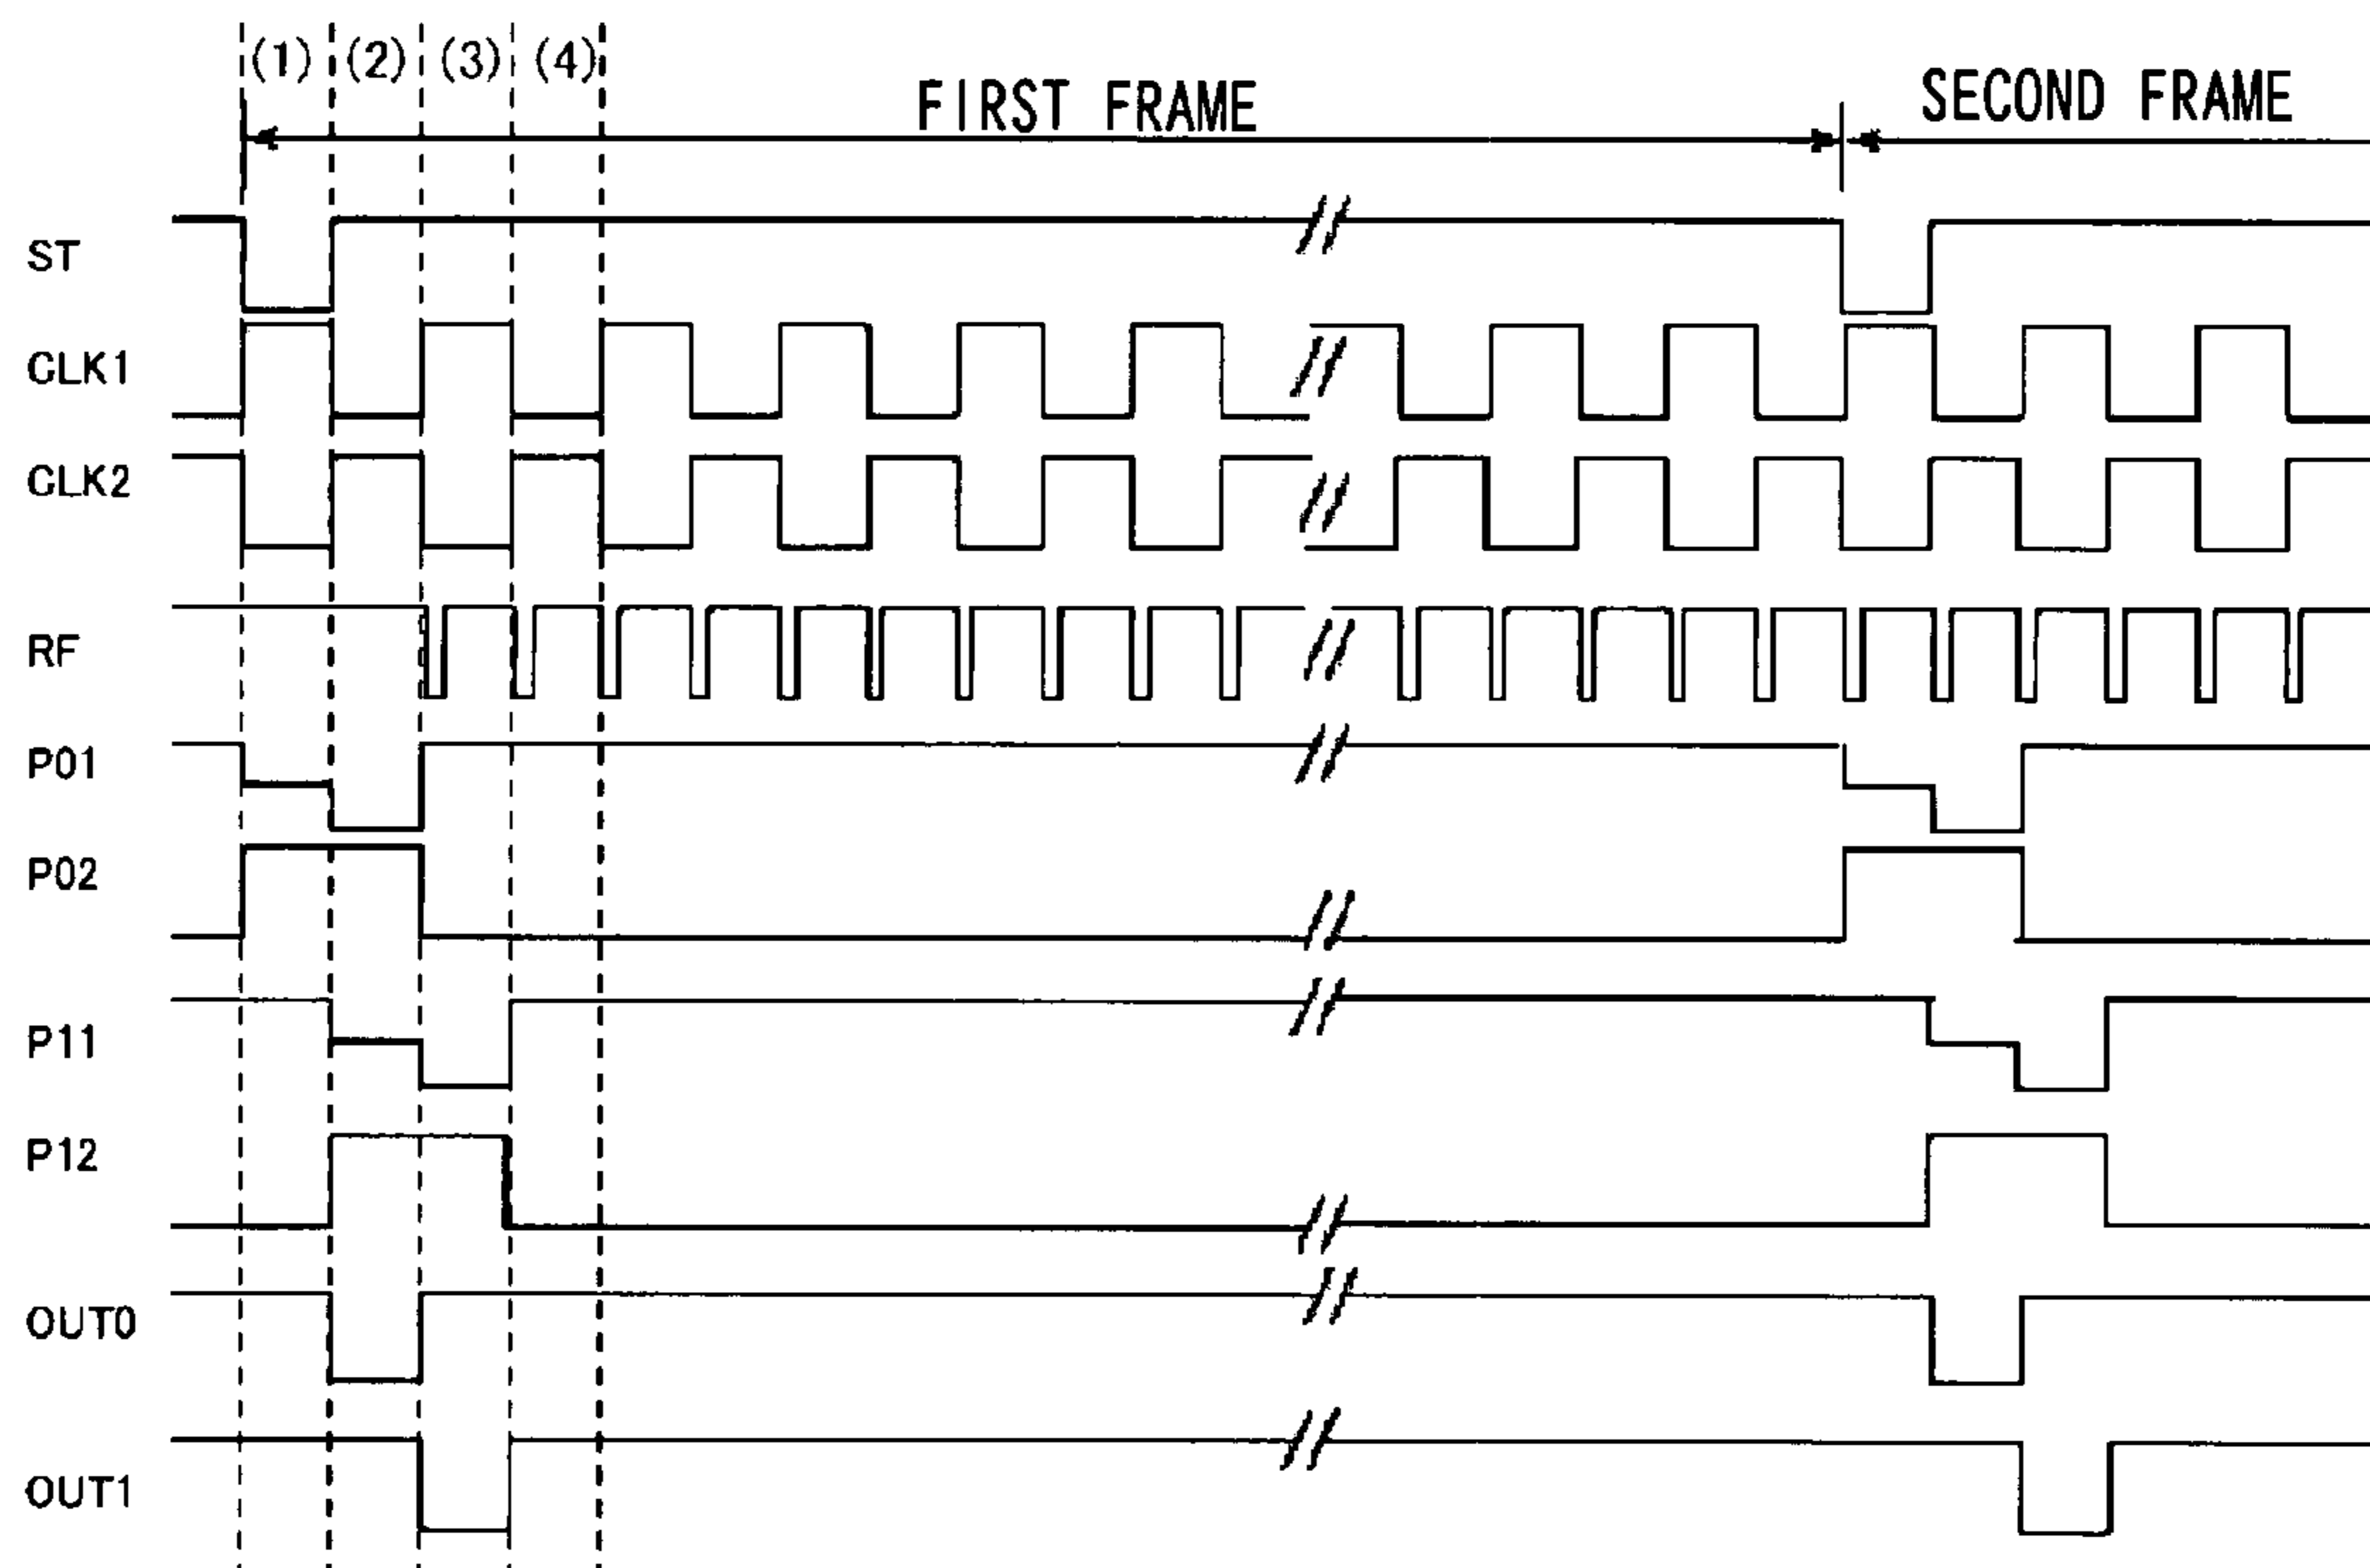 (1) (2) (3) (4)
FIRST FRAME
SECOND FRAME
ST
CLK1
CLK2
RF
P01
P02
P11
P12
OUT0
OUT1